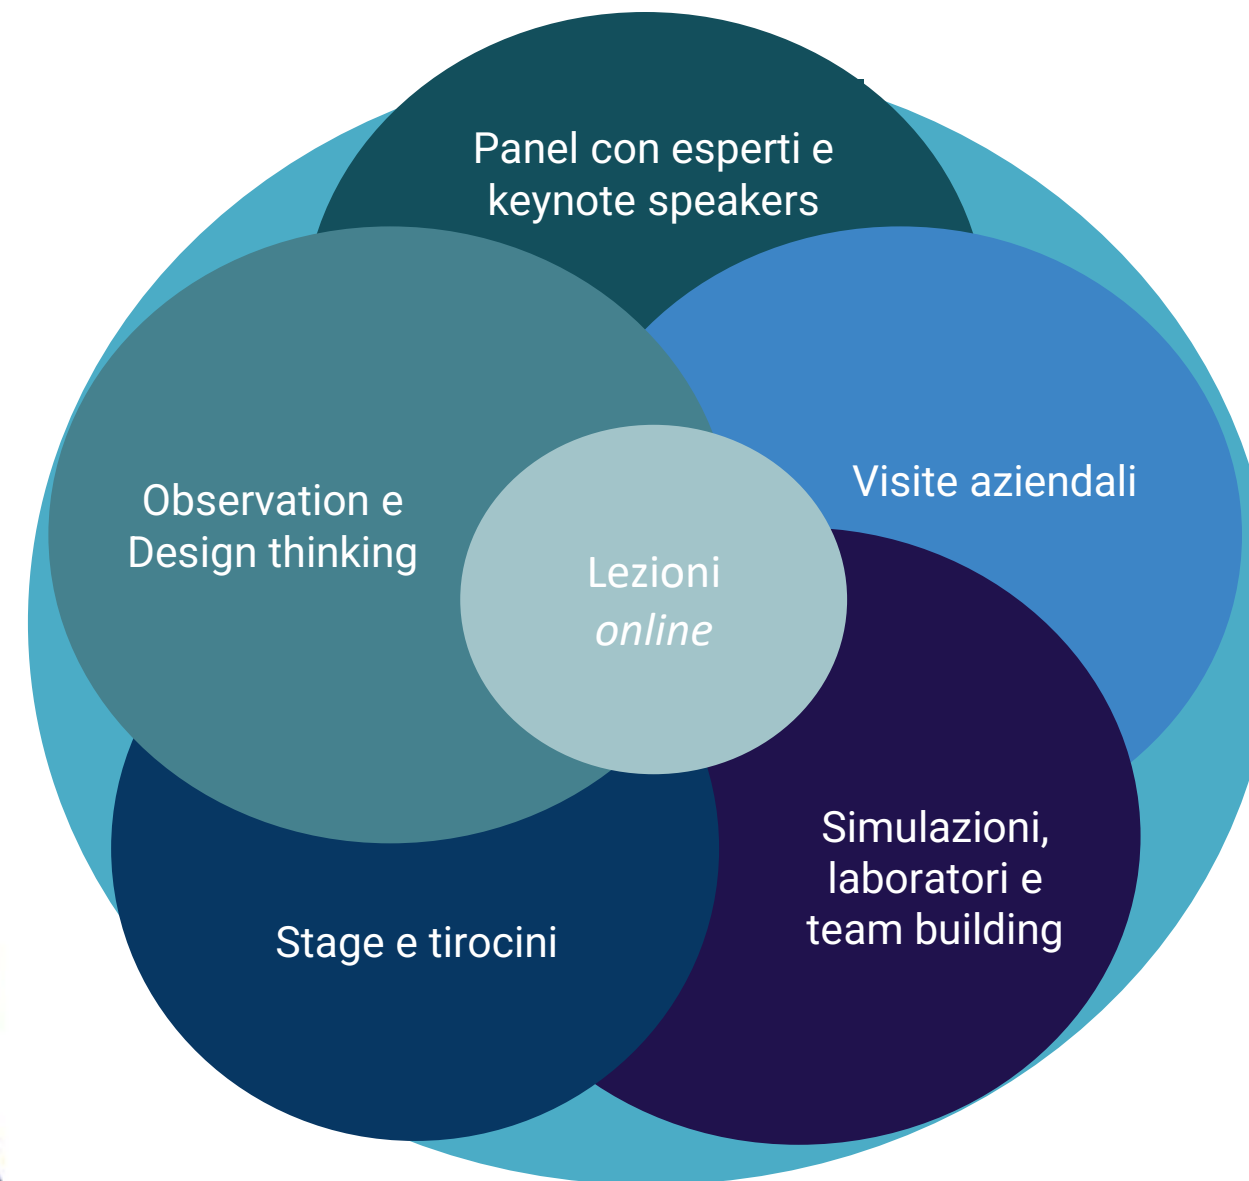 Panel con esperti e
keynote speakers
Visite aziendali
Observation e
Design thinking
Lezioni
online
Simulazioni,
laboratori e
team building
Stage e tirocini